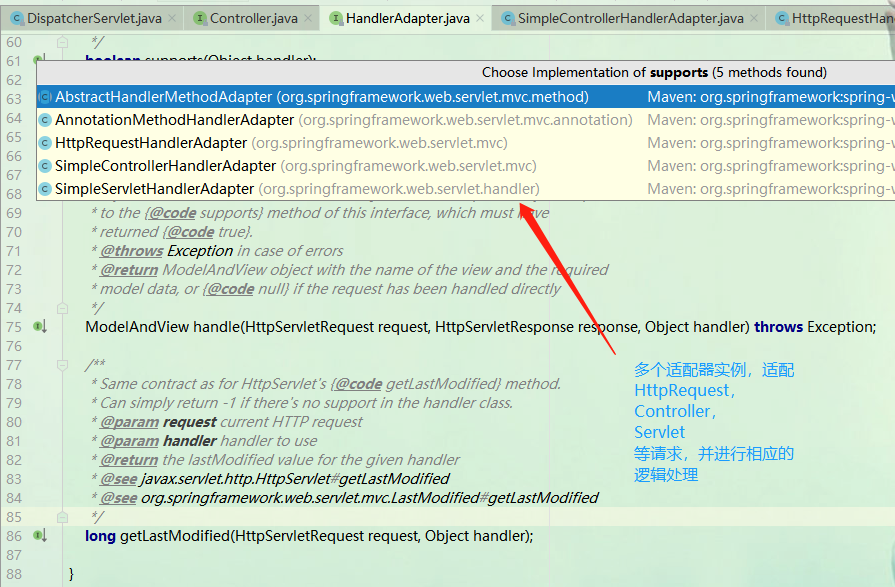 DispatcherServlet.java × Controller.java × HandlerAdapter.java × SimpleControllerHandlerAdapter.java × HttpRequestHan
60 */
61 boolean supports(Object handler);
62 Choose Implementation of supports (5 methods found)
63 AbstractHandlerMethodAdapter (org.springframework.web.servlet.mvc.method) Maven: org.springframework:spring-w
64 AnnotationMethodHandlerAdapter (org.springframework.web.servlet.mvc.annotation) Maven: org.springframework:spring-w
65 HttpRequestHandlerAdapter (org.springframework.web.servlet.mvc) Maven: org.springframework:spring-w
66
67 SimpleControllerHandlerAdapter (org.springframework.web.servlet.mvc) Maven: org.springframework:spring-w
68 SimpleServletHandlerAdapter (org.springframework.web.servlet.handler) Maven: org.springframework:spring-w
69 * to the {@code supports} method of this interface, which must have
70 * returned {@code true}.
71 * @throws Exception in case of errors
72 * @return ModelAndView object with the name of the view and the required
73 * model data, or {@code null} if the request has been handled directly
74 */
75 ModelAndView handle(HttpServletRequest request, HttpServletResponse response, Object handler) throws Exception;
76
77 /**
78 * Same contract as for HttpServlet's {@code getLastModified} method.
79 * Can simply return -1 if there's no support in the handler class.
80 * @param request current HTTP request
81 * @param handler handler to use
82 * @return the lastModified value for the given handler
83 * @see javax.servlet.http.HttpServlet#getLastModified
84 * @see org.springframework.web.servlet.mvc.LastModified#getLastModified
85 */
86 long getLastModified(HttpServletRequest request, Object handler);
87
88 }
多个适配器实例，适配
HttpRequest，
Controller，
Servlet
等请求，并进行相应的
逻辑处理